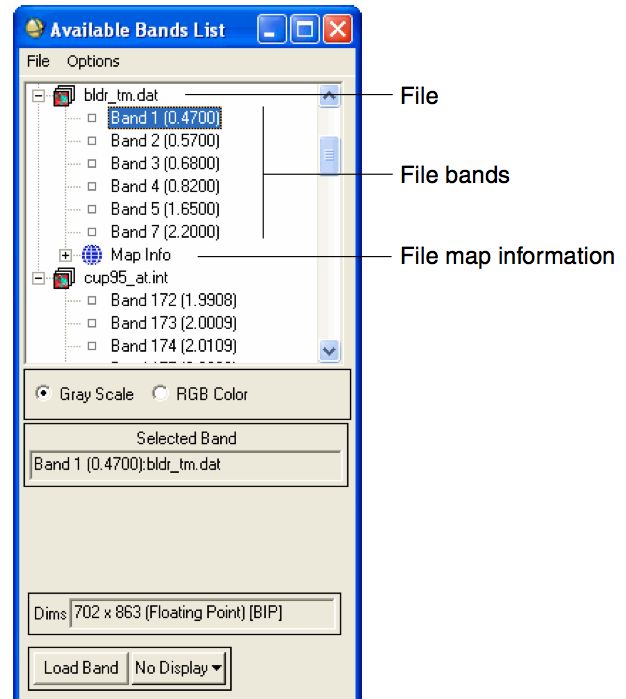 Available Bands List
File Options
bldr_tm.dat
File
Band 1 (0.4700)
Band 2 (0.5700)
Band 3 (0.6800)
File bands
Band 4 (0.8200)
Band 5 (1.6500)
Band 7 (2.2000)
Map Info
File map information
cup95_at.int
Band 172 (1.9908)
Band 173 (2.0009)
Band 174 (2.0109)
Gray Scale RGB Color
Selected Band
Band 1 (0.4700):bldr_tm.dat
Dims 702 x 863 (Floating Point) [BIP]
Load Band No Display